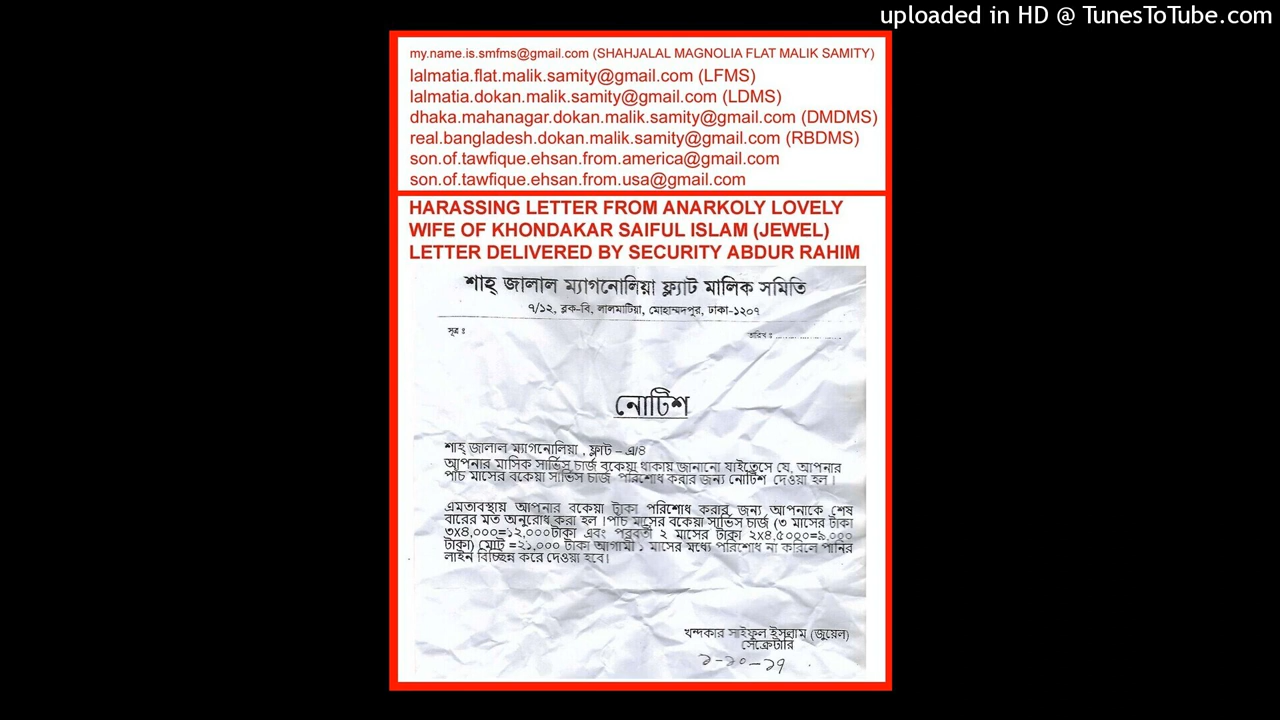 uploaded in HD @ TunesToTube.com
my.name.is.smfms@gmail.com (SHAHJALAL MAGNOLIA FLAT MALIK SAMITY)
lalmatia.flat.malik.samity@gmail.com (LFMS)
lalmatia.dokan.malik.samity@gmail.com (LDMS)
dhaka.mahanagar.dokan.malik.samity@gmail.com (DMDMS)
real.bangladesh.dokan.malik.samity@gmail.com (RBDMS)
son.of.tawfique.ehsan.from.america@gmail.com
son.of.tawfique.ehsan.from.usa@gmail.com
HARASSING LETTER FROM ANARKOLY LOVELY
WIFE OF KHONDAKAR SAIFUL ISLAM (JEWEL)
LETTER DELIVERED BY SECURITY ABDUR RAHIM
শাহ্ জালাল ম্যাগনোলিয়া ফ্ল্যাট মালিক সমিতি
৭/১২, ব্লক-বি, লালমাটিয়া, মোহাম্মদপুর, ঢাকা-১২০৭
সূত্র ঃ
তারিখ ঃ
নোটিশ
শাহ্ জালাল ম্যাগনোলিয়া , ফ্লাট – এ/৪
আপনার মাসিক সার্ভিস চার্জ বকেয়া থাকায় জানানো যাইতেসে যে, আপনার
পাঁচ মাসের বকেয়া সার্ভিস চার্জ পরিশোধ করার জন্য নোটিশ দেওয়া হল ।
এমতাবস্থায় আপনার বকেয়া টাকা পরিশোধ করার জন্য আপনাকে শেষ
বারের মত অনুরোধ করা হল ।পাঁচ মাসের বকেয়া সার্ভিস চার্জ (৩ মাসের টাকা
৩x৪,০০০=১২,০০০টাকা এবং পরবর্তী ২ মাসের টাকা ২x৪,৫০০=৯,০০০
টাকা) মোট =২১,০০০ টাকা আগামী ১ মাসের মধ্যে পরিশোধ না করিলে পানির
লাইন বিচ্ছিন্ন করে দেওয়া হবে।
খন্দকার সাইফুল ইসলাম (জুয়েল)
সেক্রেটারি
১-১০-১৭